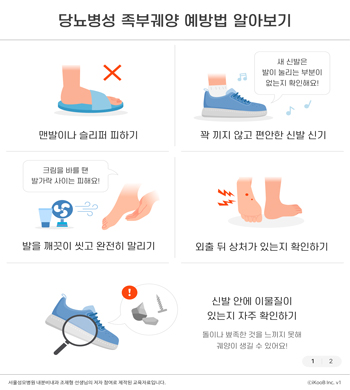 당뇨병성 족부궤양 예방법 알아보기
새 신발은
발이 눌리는 부분이
없는지 확인해요!
맨발이나 슬리퍼 피하기
꽉 끼지 않고 편안한 신발 신기
크림을 바를 땐
발가락 사이는 피해요!
발을 깨끗이 씻고 완전히 말리기
외출 뒤 상처가 있는지 확인하기
!
신발 안에 이물질이
있는지 자주 확인하기
돌이나 뾰족한 것을 느끼지 못해
궤양이 생길 수 있어요!
1 2
서울성모병원 내분비내과 조재형 선생님의 저자 참여로 제작된 교육자료입니다.
ⓒiKooB Inc. v1